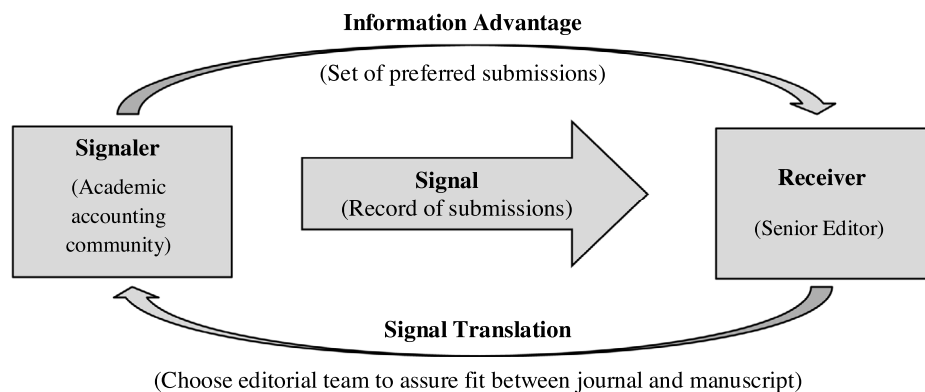 Information Advantage
(Set of preferred submissions)
Signaler
(Academic
accounting
community)
Signal
(Record of submissions)
Receiver
(Senior Editor)
Signal Translation
(Choose editorial team to assure fit between journal and manuscript)